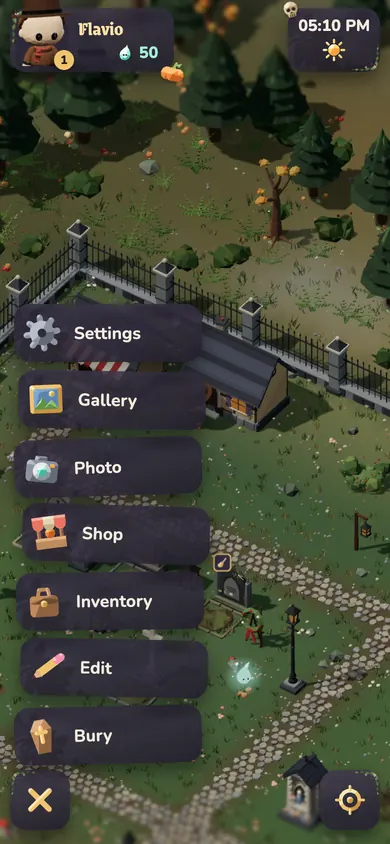 Flavio
1
50
05:10 PM
Settings
Gallery
Photo
Shop
Inventory
Edit
Bury